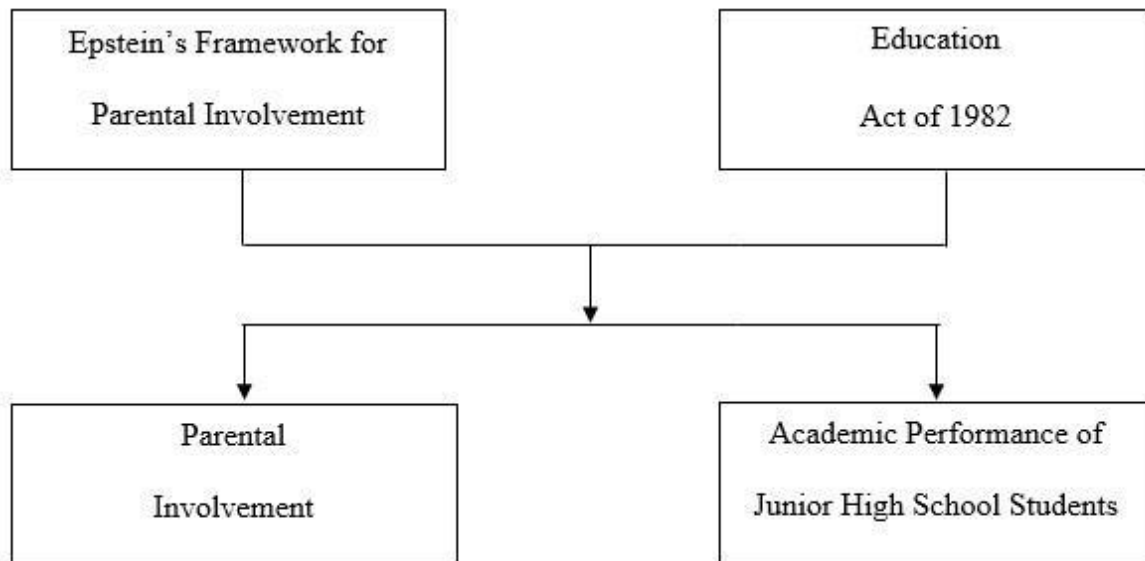 Epstein’s Framework for
Parental Involvement
Education
Act of 1982
Parental
Involvement
Academic Performance of
Junior High School Students